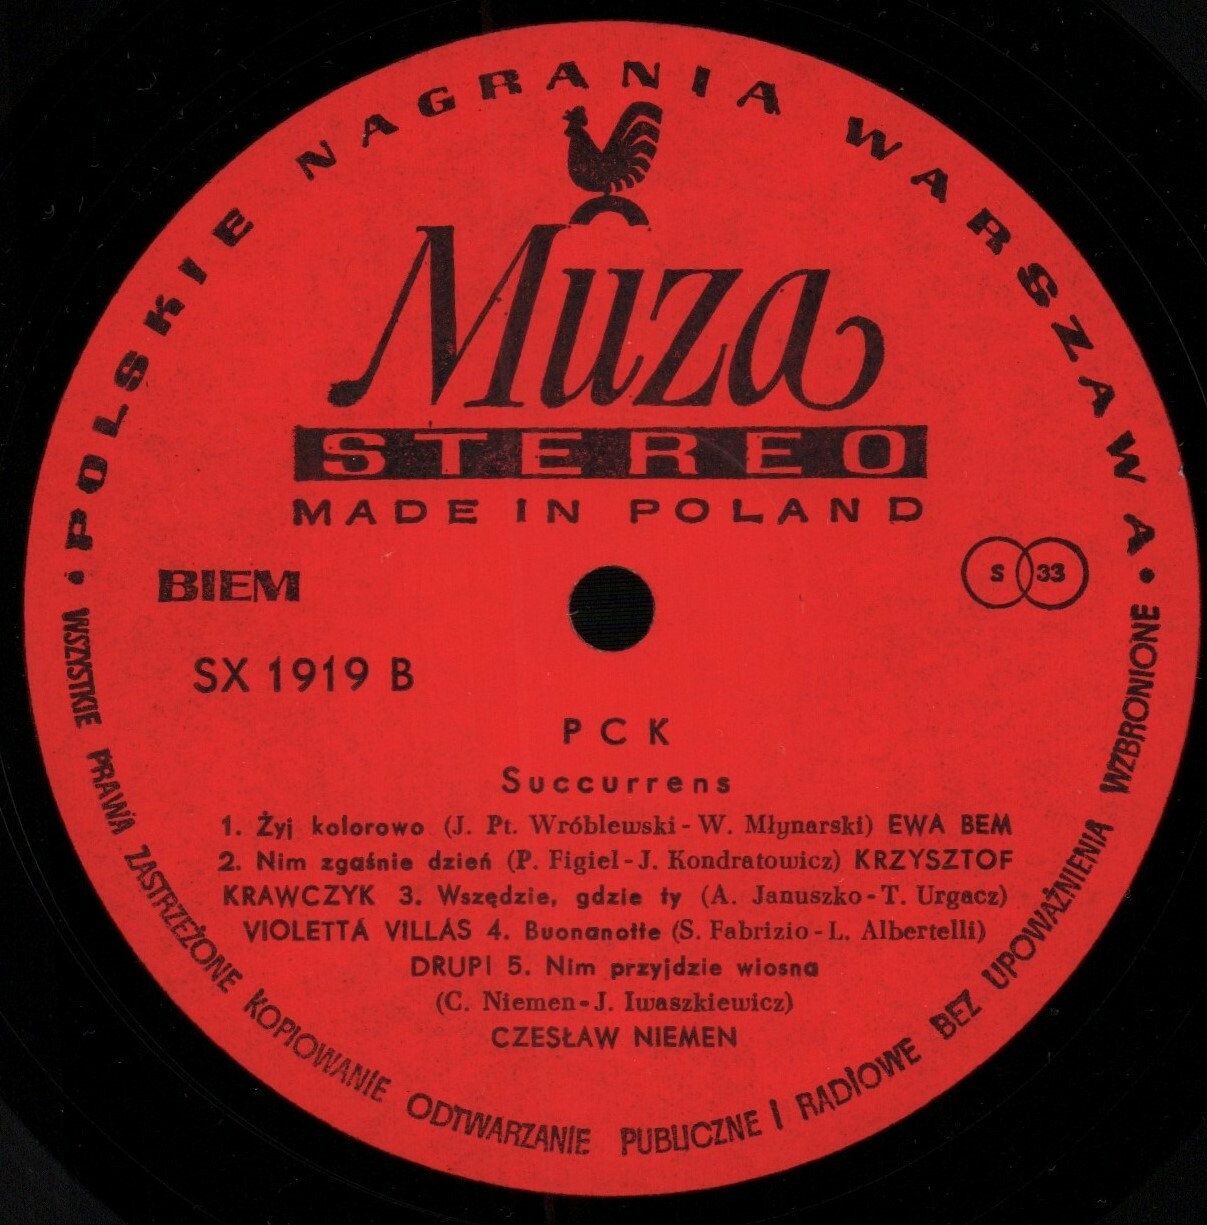 • POLSKIE NAGRANIA WARSZAWA •
Muza
STEREO
MADE IN POLAND
BIEM
S 33
SX 1919 B
PCK
Succurrens
1. Żyj kolorowo (J. Pt. Wróblewski - W. Młynarski) EWA BEM
2. Nim zgaśnie dzień (P. Figiel - J. Kondratowicz) KRZYSZTOF
KRAWCZYK 3. Wszędzie, gdzie ty (A. Januszko - T. Urgacz)
VIOLETTA VILLAS 4. Buonanotte (S. Fabrizio - L. Albertelli)
DRUPI 5. Nim przyjdzie wiosna
(C. Niemen - J. Iwaszkiewicz)
CZESŁAW NIEMEN
WSZYSTKIE PRAWA ZASTRZEŻONE KOPIOWANIE ODTWARZANIE PUBLICZNE I RADIOWE BEZ UPOWAŻNIENIA WZBRONIONE